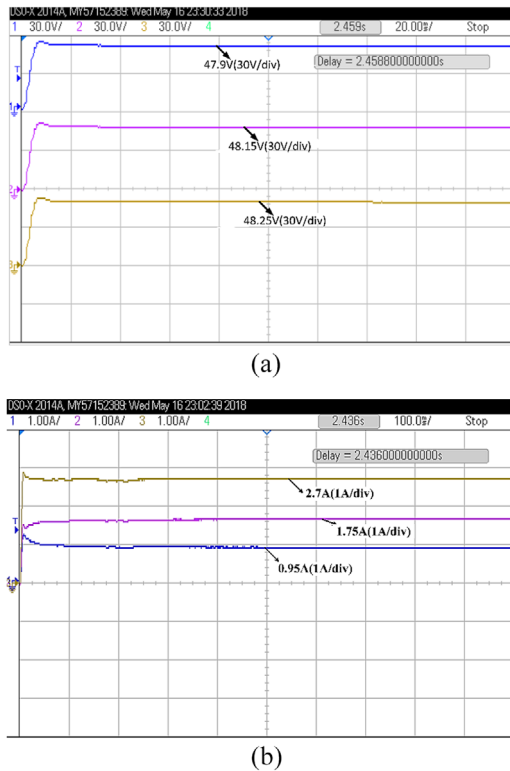 DSO-X 2014A, MY57152389: Wed May 16 23:30:33 2018
1 30.0V/ 2 30.0V/ 3 30.0V/ 4 2.459s 20.00㎳/ Stop
Delay = 2.458800000000s
47.9V(30V/div)
48.15V(30V/div)
48.25V(30V/div)
(a)
DSO-X 2014A, MY57152389: Wed May 16 23:02:39 2018
1 1.00A/ 2 1.00A/ 3 1.00A/ 4 2.436s 100.0㎳/ Stop
Delay = 2.436000000000s
2.7A(1A/div)
1.75A(1A/div)
0.95A(1A/div)
(b)